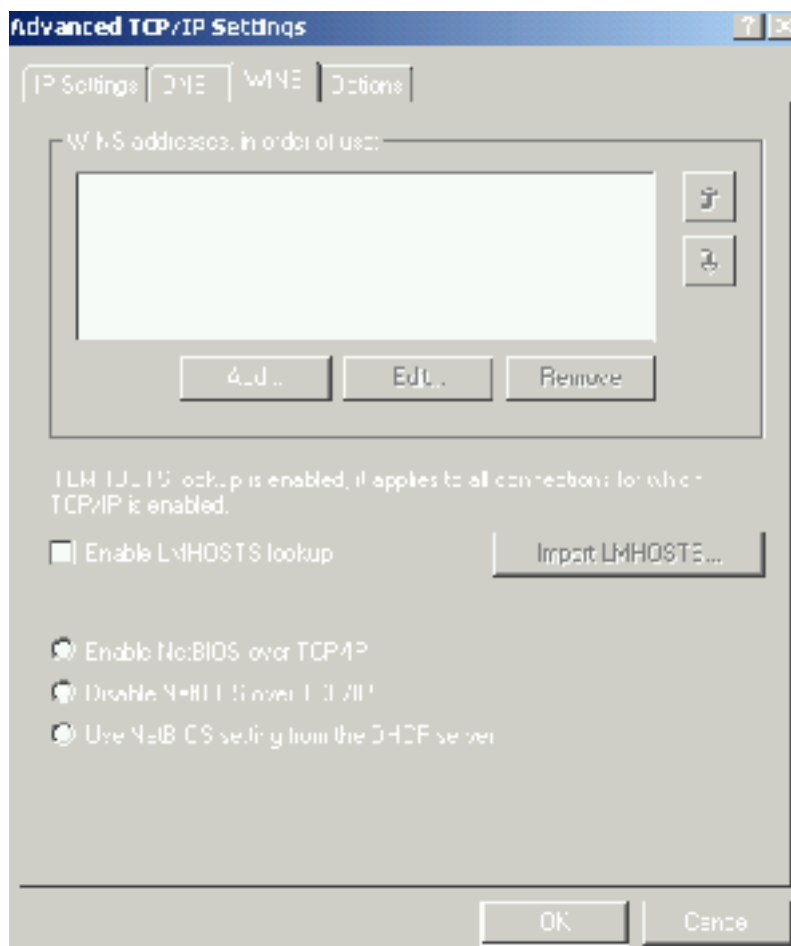 Advanced TCP/IP Settings
IP Settings DNS WINS Options
WINS addresses, in order of use:
Add...
Edit...
Remove
If LMHOSTS lookup is enabled, it applies to all connections for which
TCP/IP is enabled.
Enable LMHOSTS lookup
Import LMHOSTS...
Enable NetBIOS over TCP/IP
Disable NetBIOS over TCP/IP
Use NetBIOS setting from the DHCP server
OK
Cancel